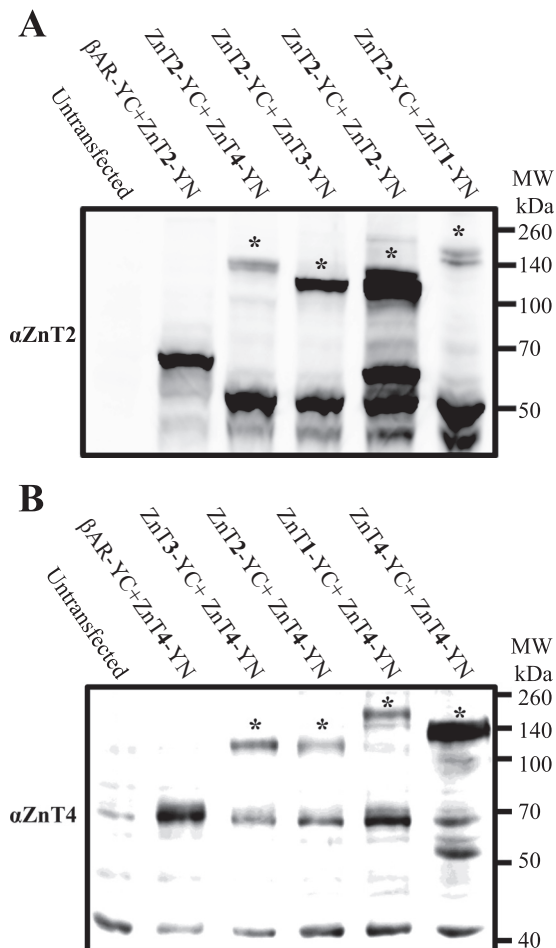 A
Untransfected
βAR-YC+ZnT2-YN
ZnT2-YC+ZnT4-YN
ZnT2-YC+ZnT3-YN
ZnT2-YC+ZnT2-YN
ZnT2-YC+ZnT1-YN
MW
kDa
* * * *
260
140
100
αZnT2
70
50
B
Untransfected
βAR-YC+ZnT4-YN
ZnT3-YC+ ZnT4-YN
ZnT2-YC+ ZnT4-YN
ZnT1-YC+ ZnT4-YN
ZnT4-YC+ ZnT4-YN
MW
kDa
* * * *
260
140
100
αZnT4
70
50
40